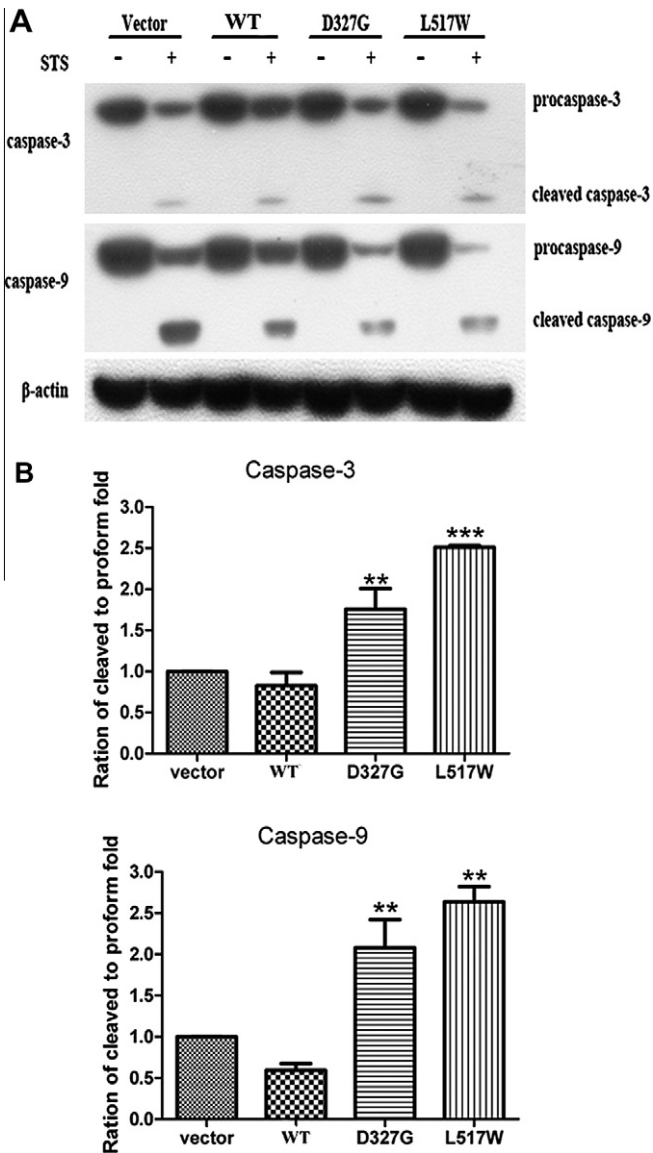 A
Vector WT D327G L517W
STS - + - + - + - +
caspase-3
procaspase-3
cleaved caspase-3
caspase-9
procaspase-9
cleaved caspase-9
β-actin
B
Caspase-3
Ration of cleaved to proform fold
3.0
2.5
2.0
1.5
1.0
0.5
0.0
**
***
vector WT D327G L517W
Caspase-9
Ration of cleaved to proform fold
3.0
2.5
2.0
1.5
1.0
0.5
0.0
**
**
vector WT D327G L517W